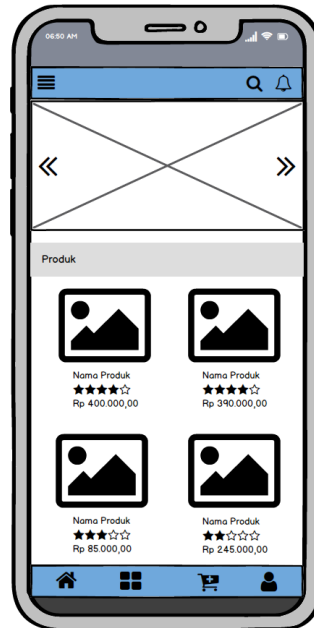 06:50 AM
Produk
Nama Produk
Rp 400.000,00
Nama Produk
Rp 390.000,00
Nama Produk
Rp 85.000,00
Nama Produk
Rp 245.000,00